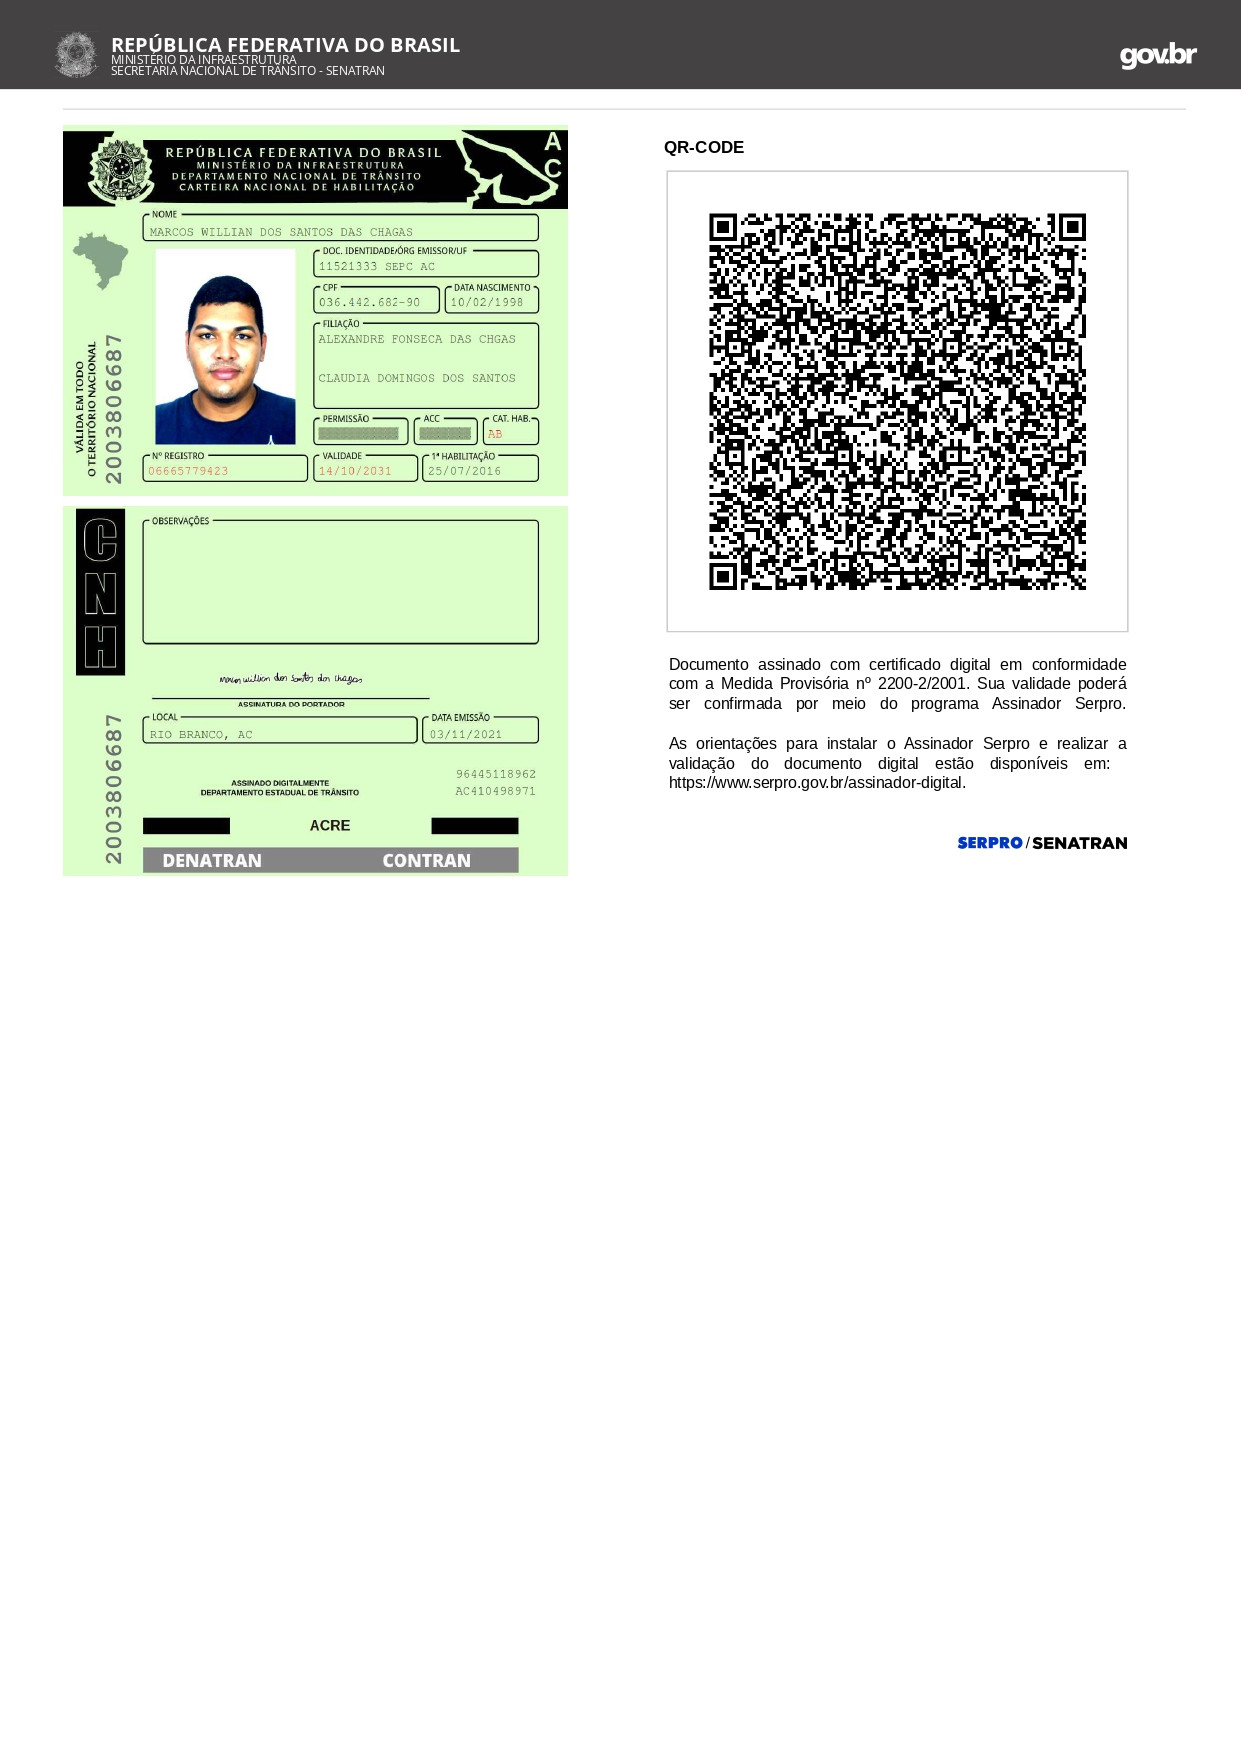 REPÚBLICA FEDERATIVA DO BRASIL
MINISTÉRIO DA INFRAESTRUTURA
SECRETARIA NACIONAL DE TRÂNSITO - SENATRAN
gov.br
REPÚBLICA FEDERATIVA DO BRASIL
MINISTÉRIO DA INFRAESTRUTURA
DEPARTAMENTO NACIONAL DE TRÂNSITO
CARTEIRA NACIONAL DE HABILITAÇÃO
AC
NOME
MARCOS WILLIAN DOS SANTOS DAS CHAGAS
DOC. IDENTIDADE/ÓRG EMISSOR/UF
11521333 SEPC AC
CPF
036.442.682-90
DATA NASCIMENTO
10/02/1998
FILIAÇÃO
ALEXANDRE FONSECA DAS CHGAS
CLAUDIA DOMINGOS DOS SANTOS
PERMISSÃO
ACC
CAT. HAB.
AB
Nº REGISTRO
06665779423
VALIDADE
14/10/2031
1ª HABILITAÇÃO
25/07/2016
VÁLIDA EM TODO
O TERRITÓRIO NACIONAL
2003806687
CNH
OBSERVAÇÕES
Marcos willian dos Santos das Chagas
ASSINATURA DO PORTADOR
LOCAL
RIO BRANCO, AC
DATA EMISSÃO
03/11/2021
ASSINADO DIGITALMENTE
DEPARTAMENTO ESTADUAL DE TRÂNSITO
96445118962
AC410498971
2003806687
ACRE
DENATRAN CONTRAN
QR-CODE
Documento assinado com certificado digital em conformidade
com a Medida Provisória nº 2200-2/2001. Sua validade poderá
ser confirmada por meio do programa Assinador Serpro.
As orientações para instalar o Assinador Serpro e realizar a
validação do documento digital estão disponíveis em:
https://www.serpro.gov.br/assinador-digital.
SERPRO / SENATRAN